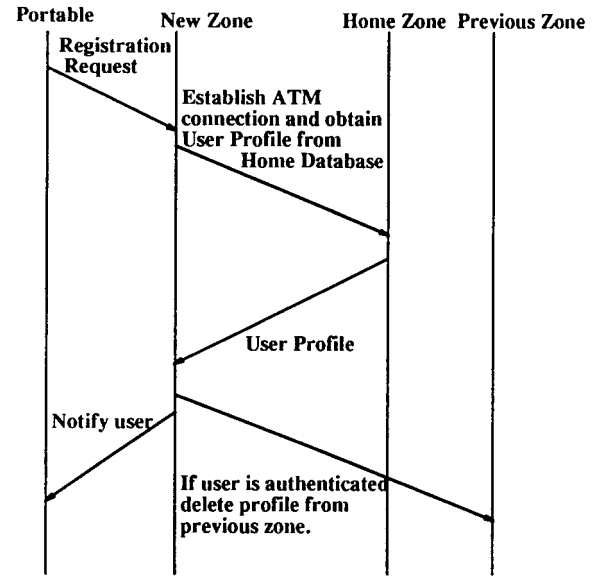 Portable New Zone Home Zone Previous Zone
Registration
Request
Establish ATM
connection and obtain
User Profile from
Home Database
User Profile
Notify user
If user is authenticated
delete profile from
previous zone.